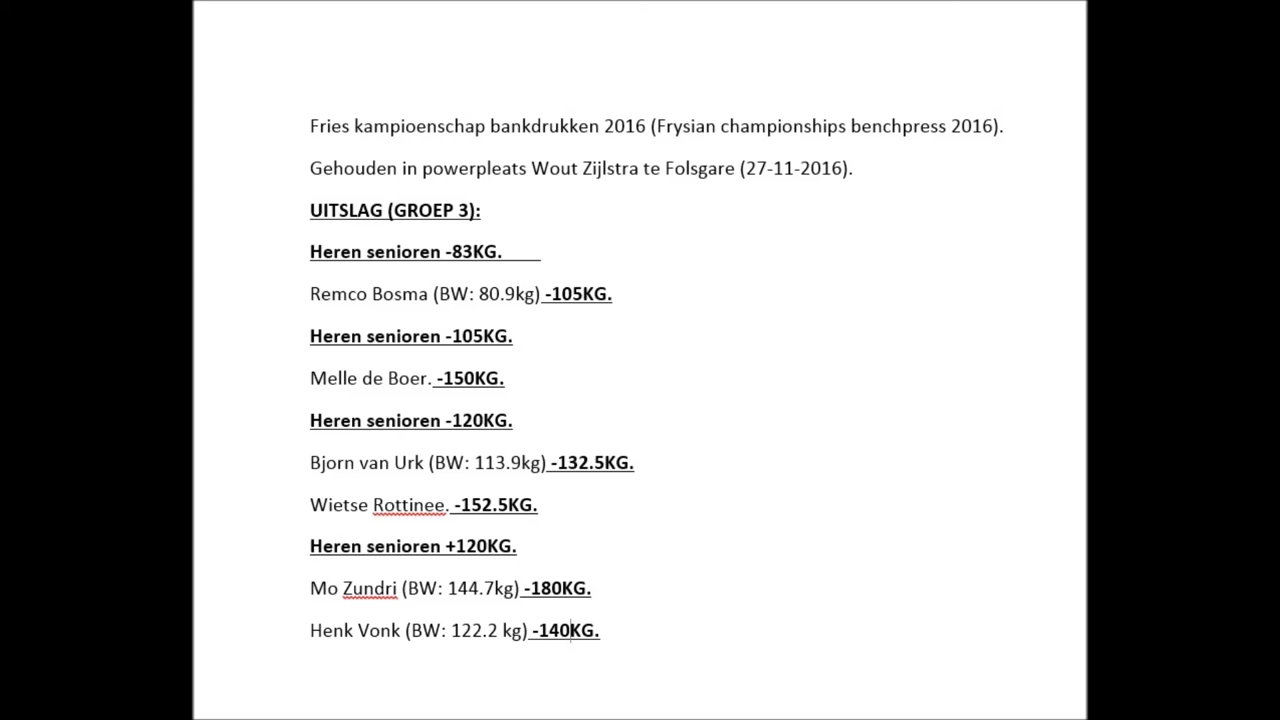 Fries kampioenschap bankdrukken 2016 (Frysian championships benchpress 2016).
Gehouden in powerpleats Wout Zijlstra te Folsgare (27-11-2016).
UITSLAG (GROEP 3):
Heren senioren -83KG.
Remco Bosma (BW: 80.9kg) -105KG.
Heren senioren -105KG.
Melle de Boer. -150KG.
Heren senioren -120KG.
Bjorn van Urk (BW: 113.9kg) -132.5KG.
Wietse Rottinee. -152.5KG.
Heren senioren +120KG.
Mo Zundri (BW: 144.7kg) -180KG.
Henk Vonk (BW: 122.2 kg) -140KG.